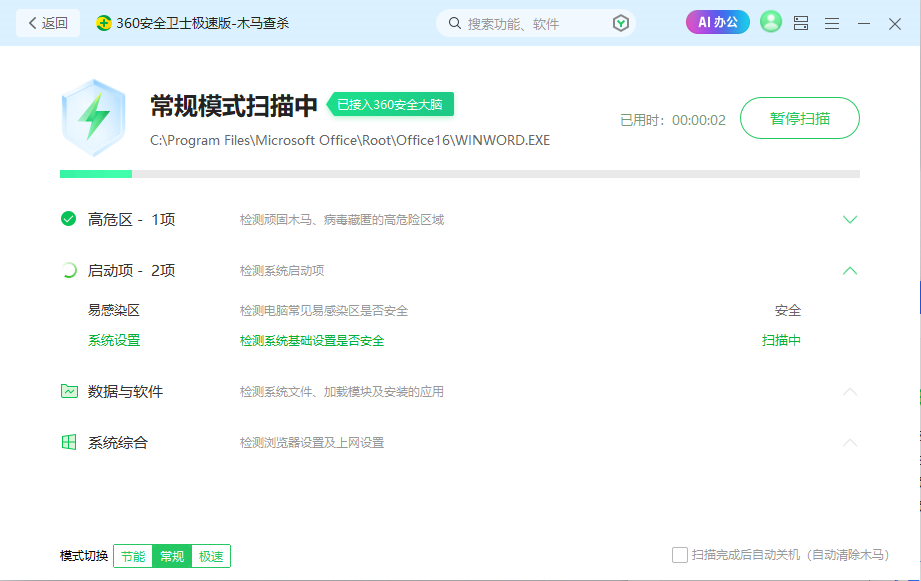 返回
360安全卫士极速版-木马查杀
搜索功能、软件
AI 办公
常规模式扫描中
已接入360安全大脑
C:\Program Files\Microsoft Office\Root\Office16\WINWORD.EXE
已用时：00:00:02
暂停扫描
高危区 - 1项
检测顽固木马、病毒藏匿的高危险区域
启动项 - 2项
检测系统启动项
易感染区
检测电脑常见易感染区是否安全
安全
系统设置
检测系统基础设置是否安全
扫描中
数据与软件
检测系统文件、加载模块及安装的应用
系统综合
检测浏览器设置及上网设置
模式切换
节能
常规
极速
扫描完成后自动关机（自动清除木马）